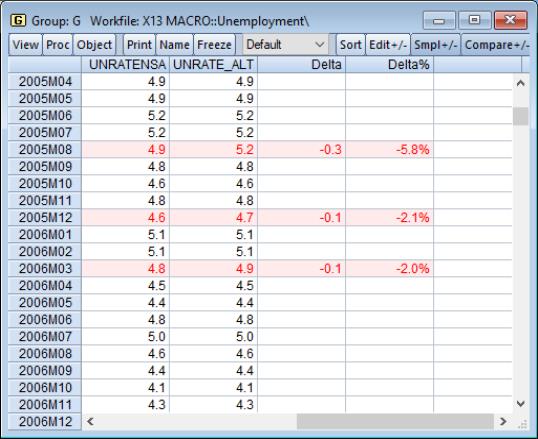 G Group: G Workfile: X13 MACRO::Unemployment\
View Proc Object Print Name Freeze Default Sort Edit+/- Smpl+/- Compare+/-
UNRATENSA UNRATE_ALT Delta Delta%
2005M04 4.9 4.9
2005M05 4.9 4.9
2005M06 5.2 5.2
2005M07 5.2 5.2
2005M08 4.9 5.2 -0.3 -5.8%
2005M09 4.8 4.8
2005M10 4.6 4.6
2005M11 4.8 4.8
2005M12 4.6 4.7 -0.1 -2.1%
2006M01 5.1 5.1
2006M02 5.1 5.1
2006M03 4.8 4.9 -0.1 -2.0%
2006M04 4.5 4.5
2006M05 4.4 4.4
2006M06 4.8 4.8
2006M07 5.0 5.0
2006M08 4.6 4.6
2006M09 4.4 4.4
2006M10 4.1 4.1
2006M11 4.3 4.3
2006M12